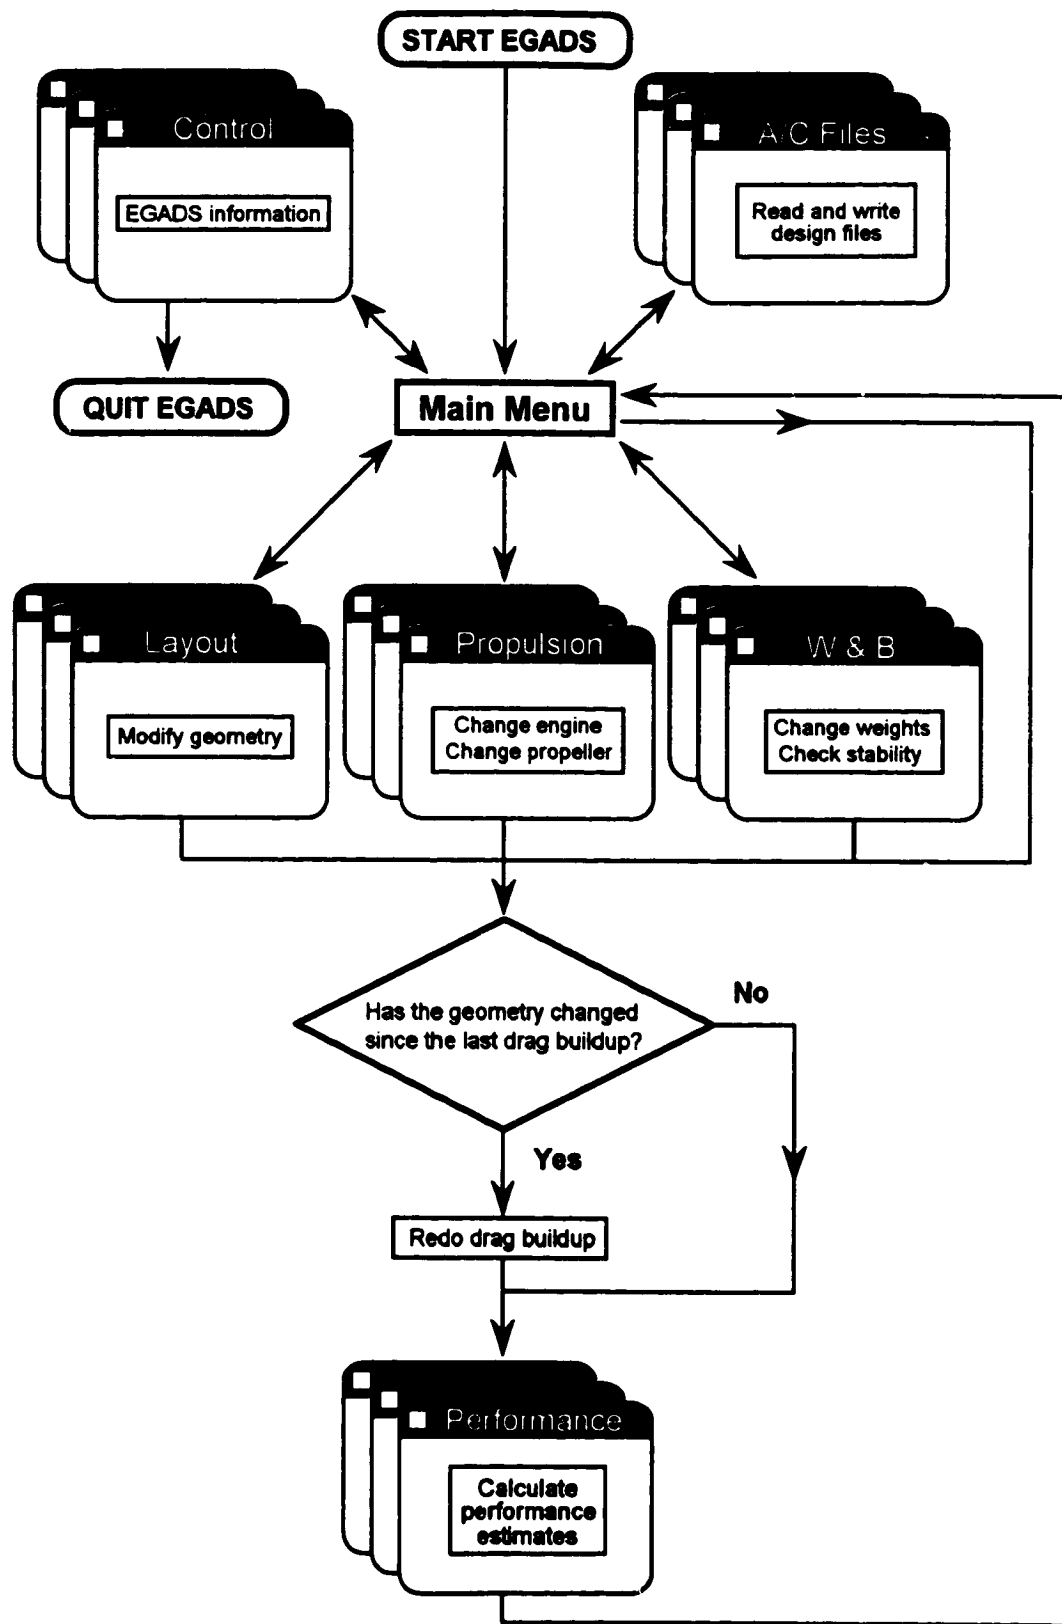 START EGADS
Control
A/C Files
EGADS information
Read and write
design files
QUIT EGADS
Main Menu
Layout
Propulsion
W & B
Modify geometry
Change engine
Change propeller
Change weights
Check stability
Has the geometry changed
since the last drag buildup?
No
Yes
Redo drag buildup
Performance
Calculate
performance
estimates